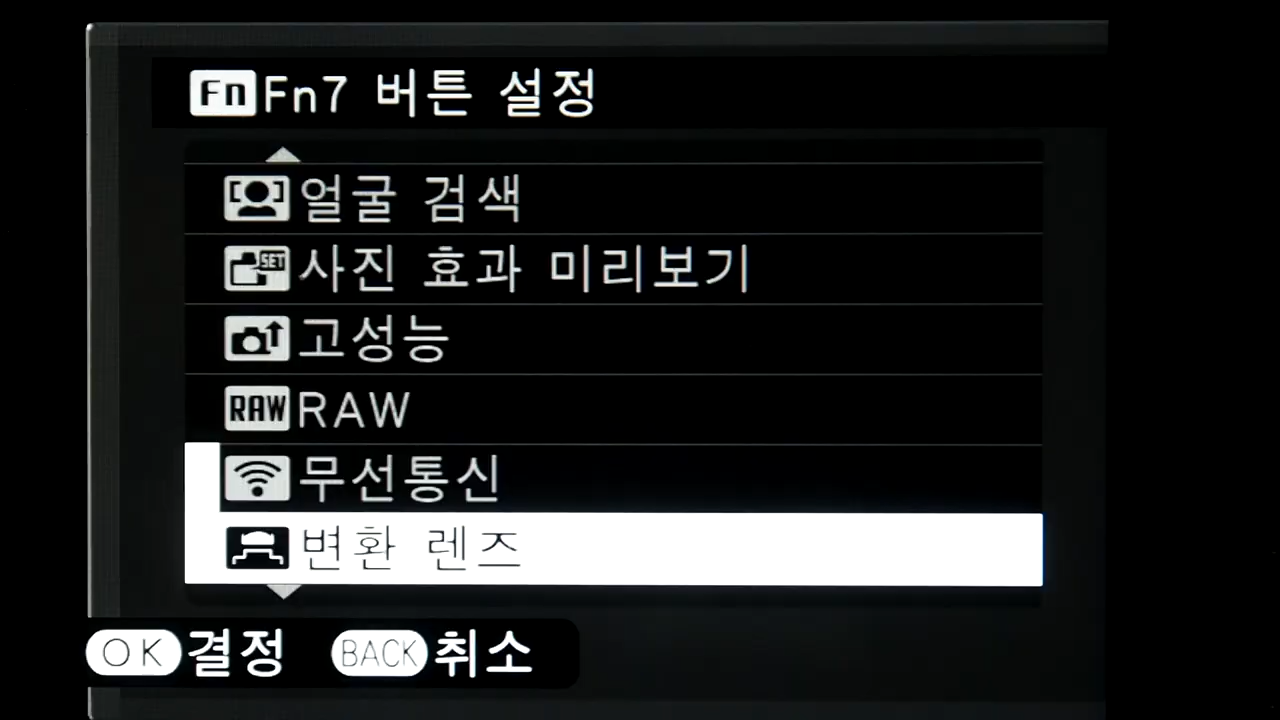 Fn Fn7 버튼 설정
얼굴 검색
SET 사진 효과 미리보기
고성능
RAW RAW
무선통신
변환 렌즈
OK 결정 BACK 취소